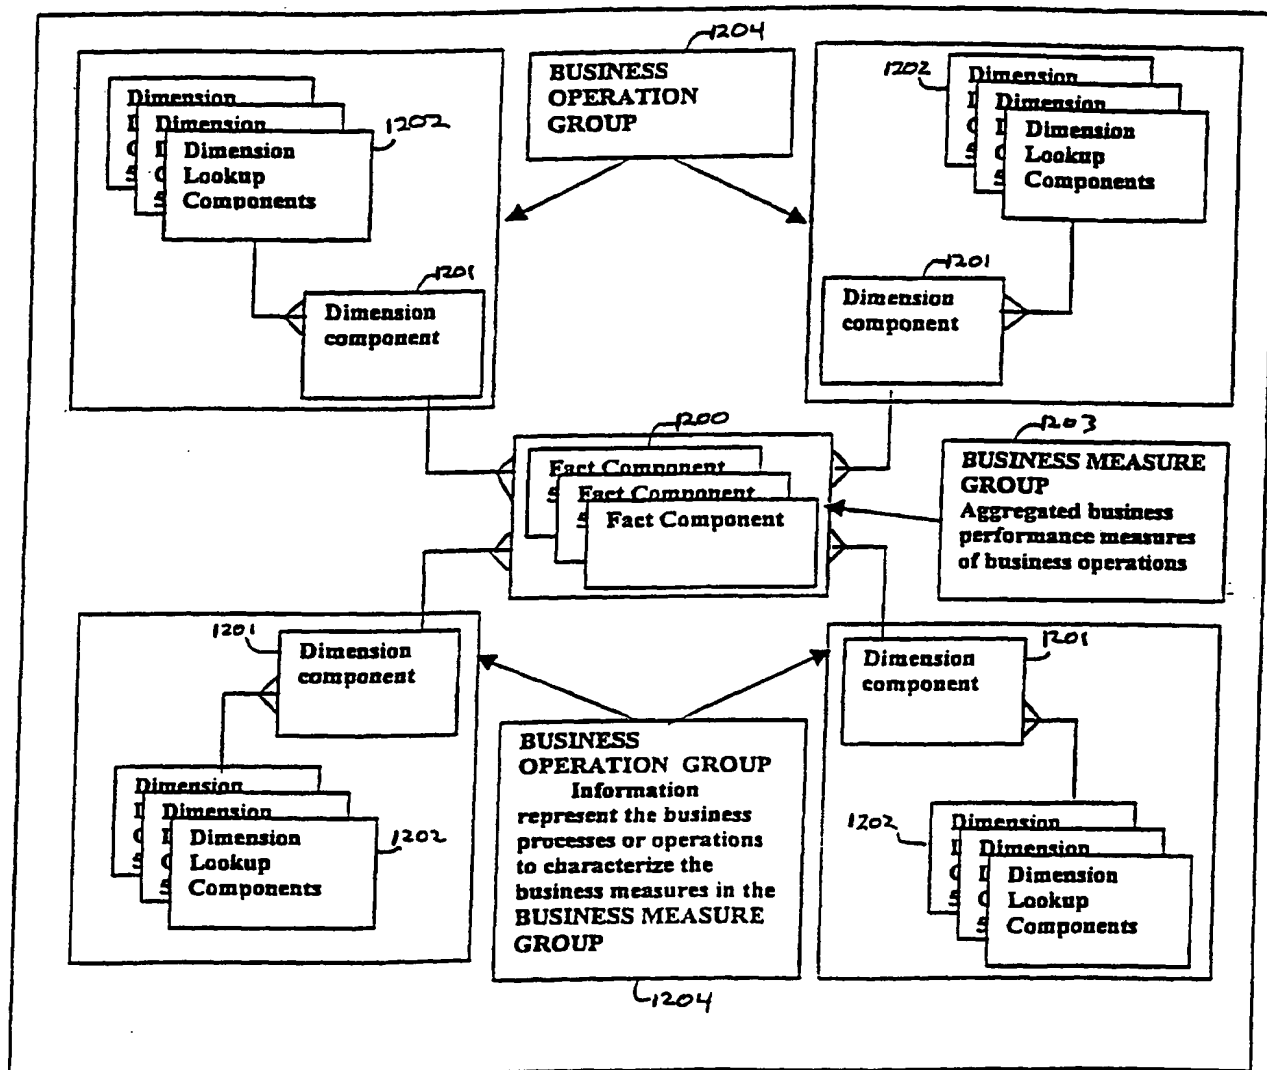 1204
BUSINESS
OPERATION
GROUP
Dimension
Dimension
Dimension
Lookup
Components
1202
1201
Dimension
component
1202
Dimension
Dimension
Dimension
Lookup
Components
1201
Dimension
component
1200
Fact Component
Fact Component
Fact Component
1203
BUSINESS MEASURE
GROUP
Aggregated business
performance measures
of business operations
1201
Dimension
component
Dimension
Dimension
Dimension
Lookup
Components
1202
BUSINESS
OPERATION GROUP
Information
represent the business
processes or operations
to characterize the
business measures in the
BUSINESS MEASURE
GROUP
1204
1201
Dimension
component
1202
Dimension
Dimension
Dimension
Lookup
Components